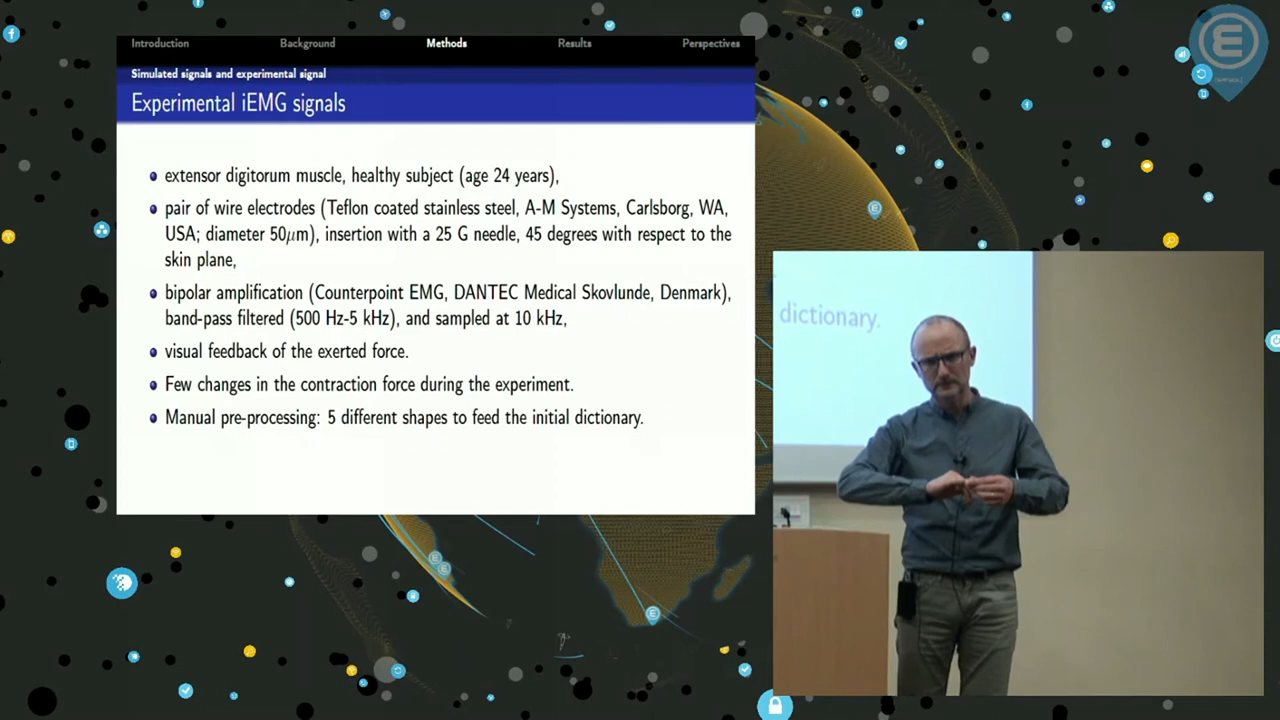 Introduction Background Methods Results Perspectives
Simulated signals and experimental signal
Experimental iEMG signals
extensor digitorum muscle, healthy subject (age 24 years),
pair of wire electrodes (Teflon coated stainless steel, A-M Systems, Carlsborg, WA,
USA; diameter 50μm), insertion with a 25 G needle, 45 degrees with respect to the
skin plane,
bipolar amplification (Counterpoint EMG, DANTEC Medical Skovlunde, Denmark),
band-pass filtered (500 Hz-5 kHz), and sampled at 10 kHz,
visual feedback of the exerted force.
Few changes in the contraction force during the experiment.
Manual pre-processing: 5 different shapes to feed the initial dictionary.
dictionary.